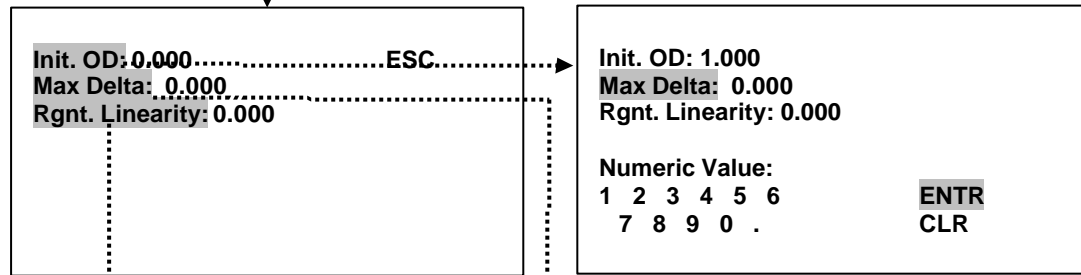 Init. OD: 0.000 ESC
Max Delta: 0.000
Rgnt. Linearity: 0.000
Init. OD: 1.000
Max Delta: 0.000
Rgnt. Linearity: 0.000
Numeric Value:
1 2 3 4 5 6 ENTR
7 8 9 0 . CLR